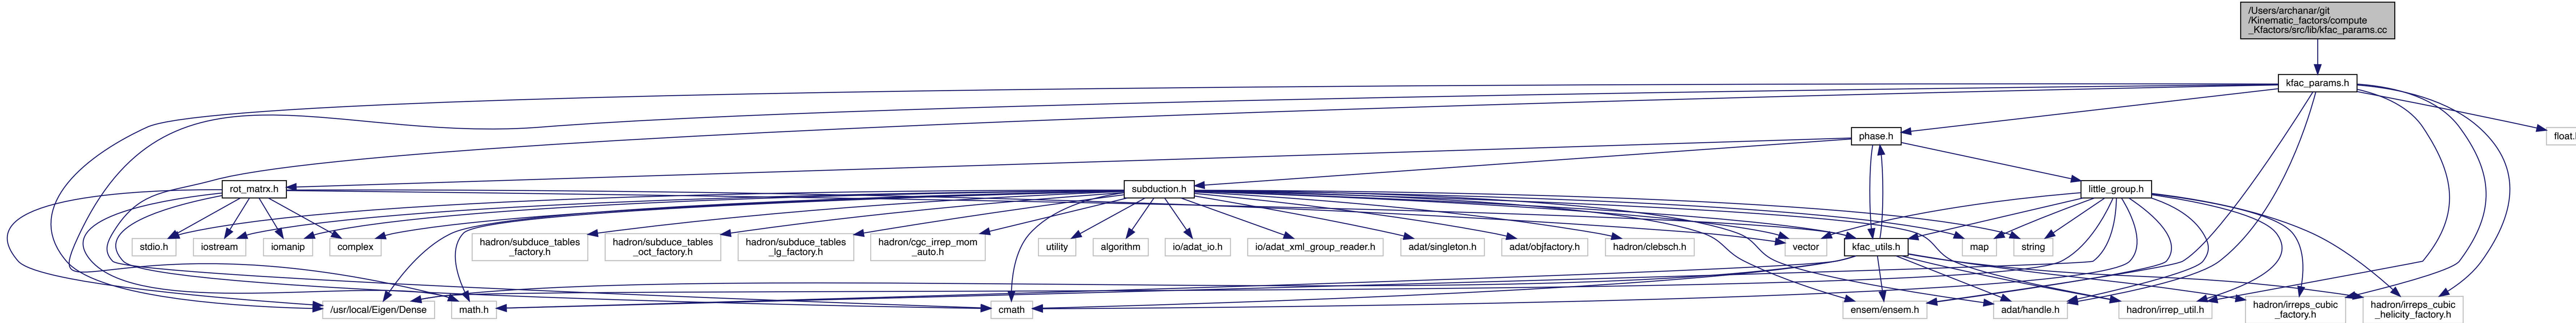 /Users/archanar/git
/Kinematic_factors/compute
_Kfactors/src/lib/kfac_params.cc
kfac_params.h
phase.h
float.
rot_matrx.h
subduction.h
little_group.h
stdio.h
iostream
iomanip
complex
hadron/subduce_tables
_factory.h
hadron/subduce_tables
_oct_factory.h
hadron/subduce_tables
_lg_factory.h
hadron/cgc_irrep_mom
_auto.h
utility
algorithm
io/adat_io.h
io/adat_xml_group_reader.h
adat/singleton.h
adat/objfactory.h
hadron/clebsch.h
vector
kfac_utils.h
map
string
/usr/local/Eigen/Dense
math.h
cmath
ensem/ensem.h
adat/handle.h
hadron/irrep_util.h
hadron/irreps_cubic
_factory.h
hadron/irreps_cubic
_helicity_factory.h